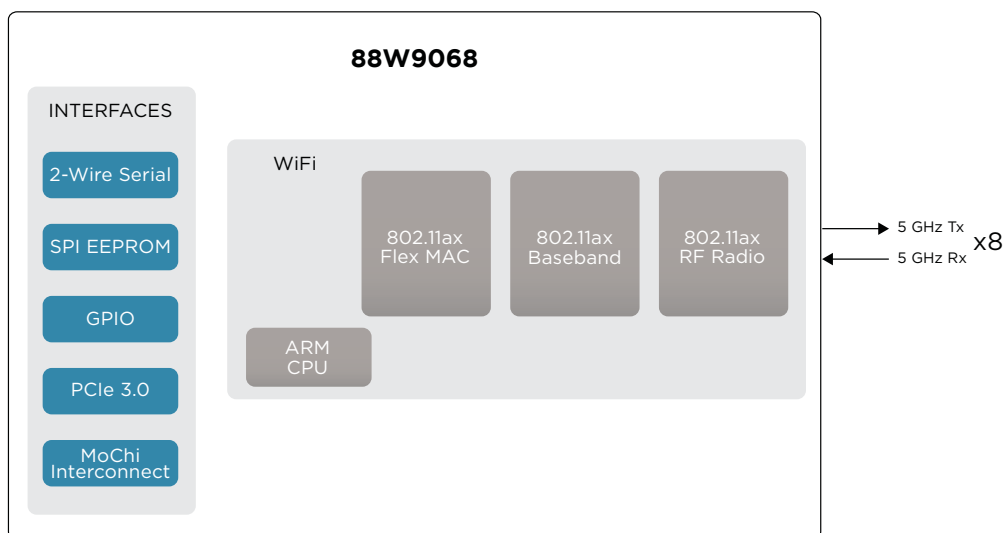 88W9068
INTERFACES
2-Wire Serial
SPI EEPROM
GPIO
PCIe 3.0
MoChi
Interconnect
WiFi
802.11ax
Flex MAC
802.11ax
Baseband
802.11ax
RF Radio
ARM
CPU
5 GHz Tx
5 GHz Rx
x8